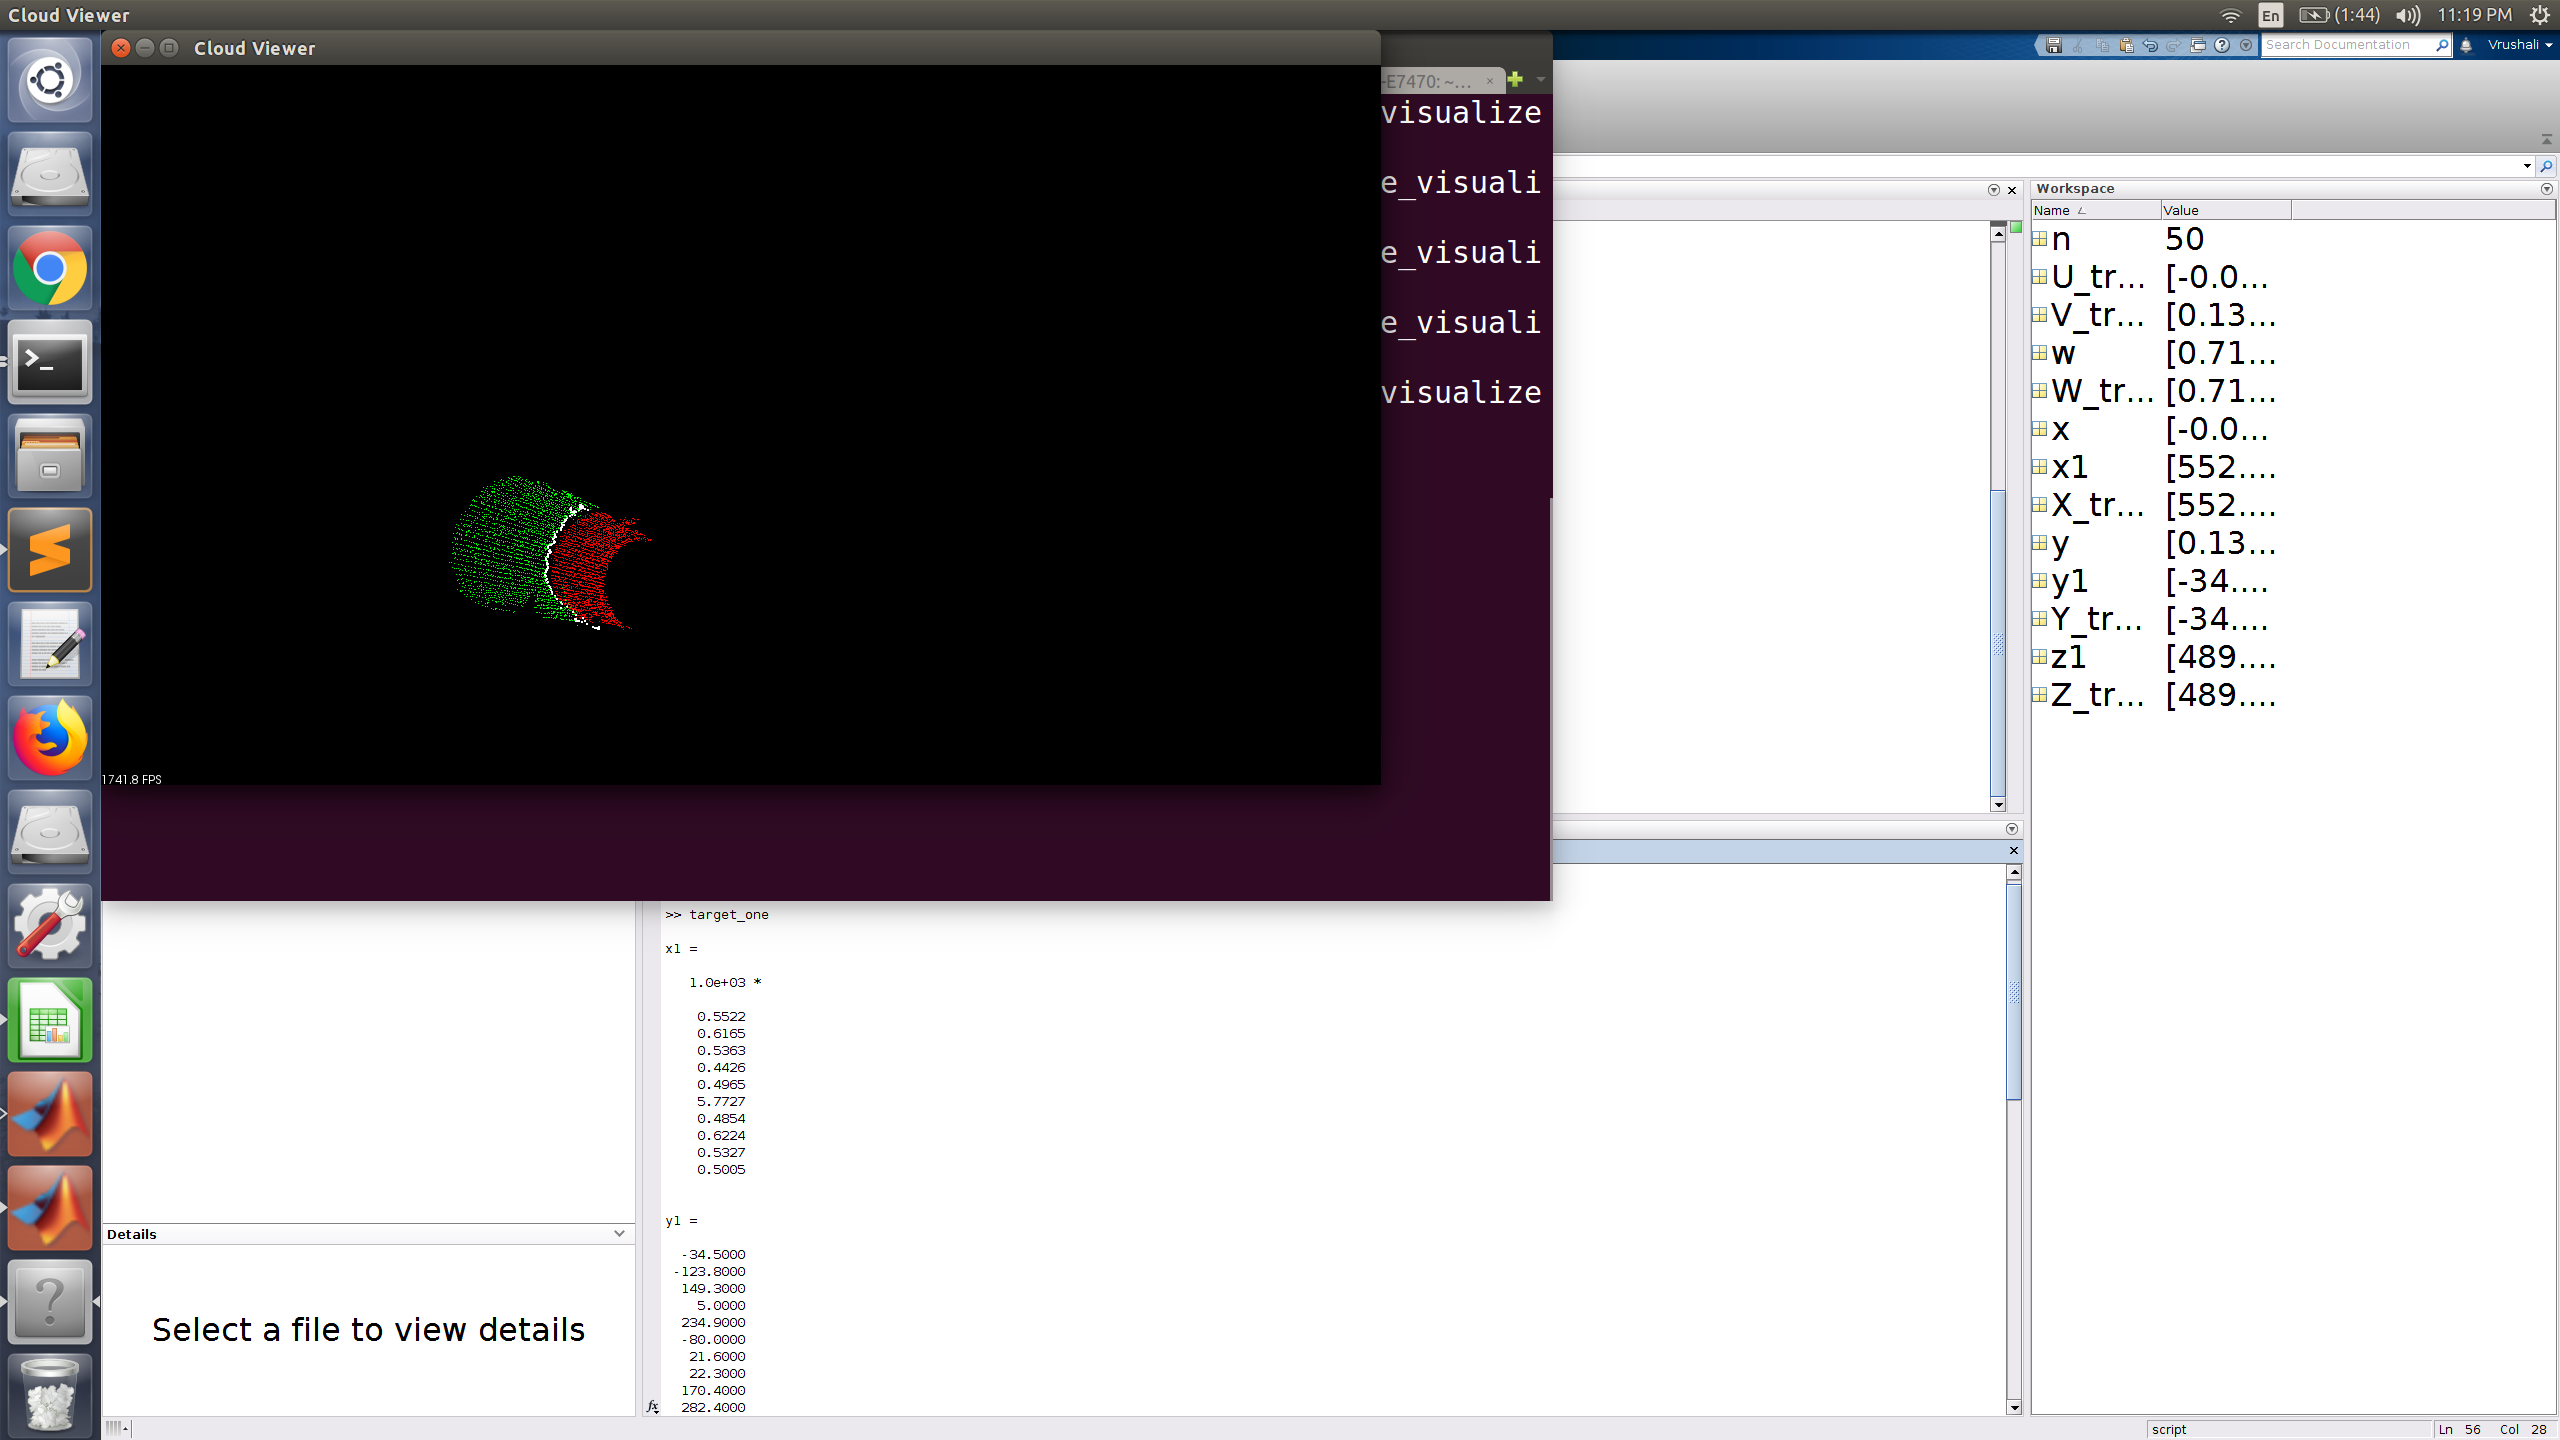 Cloud Viewer
En
(1:44)
11:19 PM
Cloud Viewer
Search Documentation
Vrushali
-E7470: ~...
visualize
e_visuali
e_visuali
e_visuali
visualize
1741.8 FPS
Workspace
Name
Value
n 50
U_tr... [-0.0...
V_tr... [0.13...
w [0.71...
W_tr... [0.71...
x [-0.0...
x1 [552....
X_tr... [552....
y [0.13...
y1 [-34....
Y_tr... [-34....
z1 [489....
Z_tr... [489....
>> target_one
x1 =
1.0e+03 *
0.5522
0.6165
0.5363
0.4426
0.4965
5.7727
0.4854
0.6224
0.5327
0.5005
y1 =
-34.5000
-123.8000
149.3000
5.0000
234.9000
-80.0000
21.6000
22.3000
170.4000
282.4000
fx
Details
Select a file to view details
script
Ln 56 Col 28